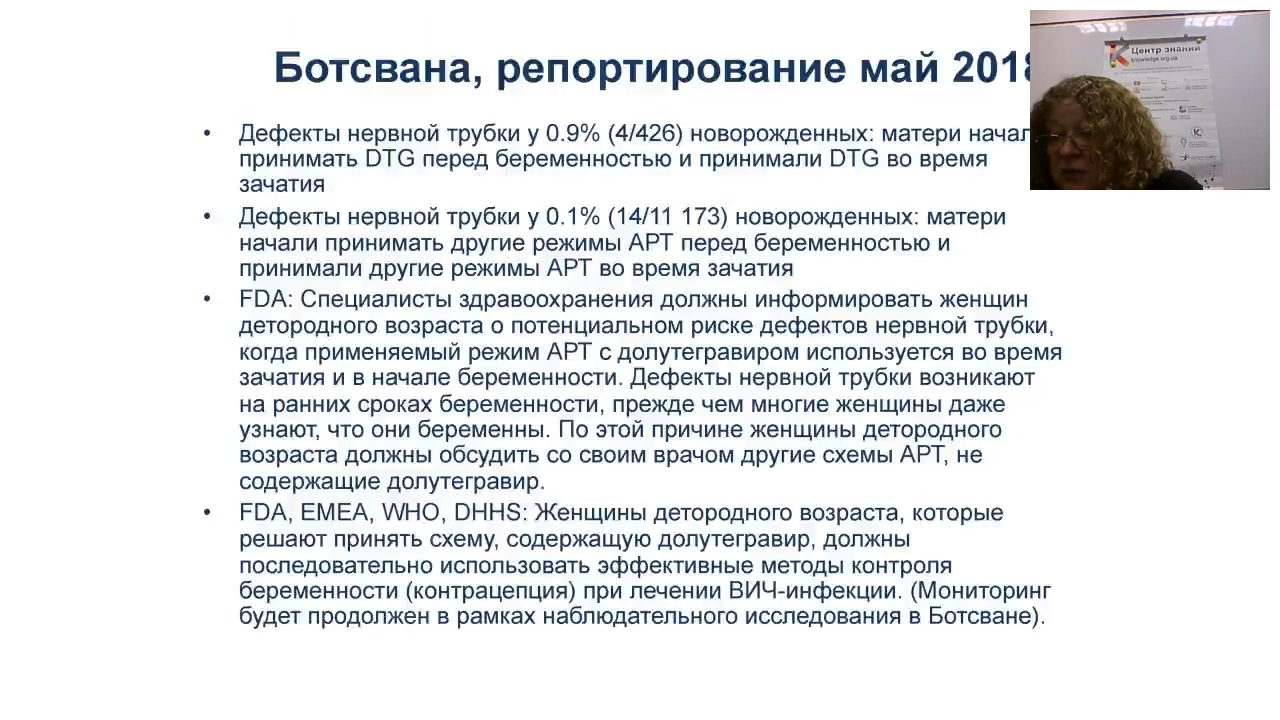 Ботсвана, репортирование май 2018
• Дефекты нервной трубки у 0.9% (4/426) новорожденных: матери начал
принимать DTG перед беременностью и принимали DTG во время
зачатия
• Дефекты нервной трубки у 0.1% (14/11 173) новорожденных: матери
начали принимать другие режимы АРТ перед беременностью и
принимали другие режимы АРТ во время зачатия
• FDA: Специалисты здравоохранения должны информировать женщин
детородного возраста о потенциальном риске дефектов нервной трубки,
когда применяемый режим АРТ с долутегравиром используется во время
зачатия и в начале беременности. Дефекты нервной трубки возникают
на ранних сроках беременности, прежде чем многие женщины даже
узнают, что они беременны. По этой причине женщины детородного
возраста должны обсудить со своим врачом другие схемы АРТ, не
содержащие долутегравир.
• FDA, EMEA, WHO, DHHS: Женщины детородного возраста, которые
решают принять схему, содержащую долутегравир, должны
последовательно использовать эффективные методы контроля
беременности (контрацепция) при лечении ВИЧ-инфекции. (Мониторинг
будет продолжен в рамках наблюдательного исследования в Ботсване).
Центр знаний
knowledge.org.ua